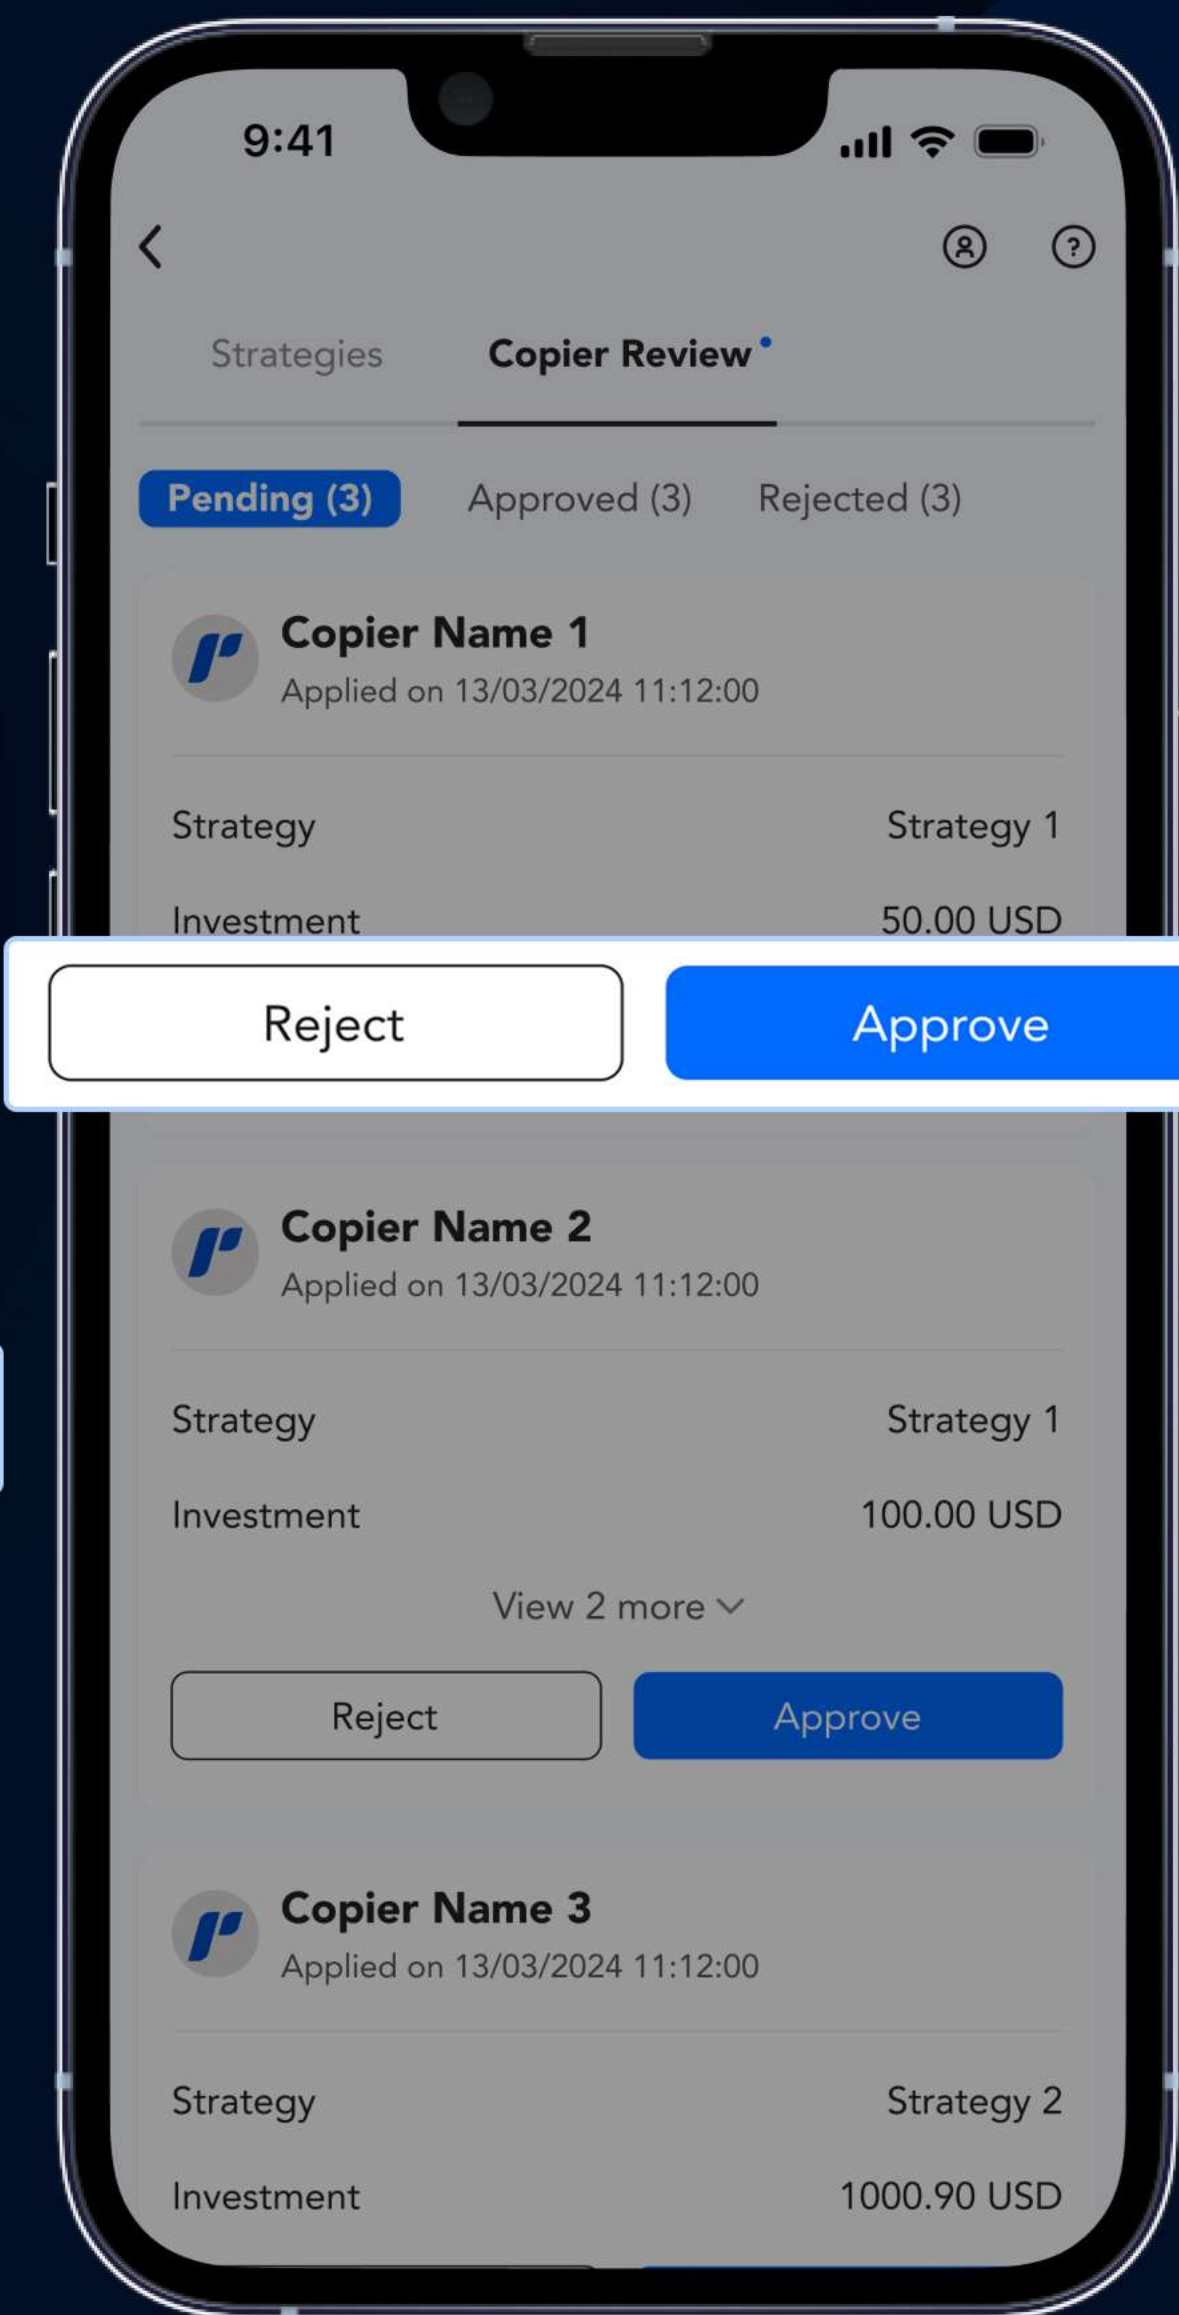 9:41
Strategies Copier Review
Pending (3) Approved (3) Rejected (3)
Copier Name 1
Applied on 13/03/2024 11:12:00
Strategy Strategy 1
Investment 50.00 USD
Reject Approve
Copier Name 2
Applied on 13/03/2024 11:12:00
Strategy Strategy 1
Investment 100.00 USD
View 2 more
Reject Approve
Copier Name 3
Applied on 13/03/2024 11:12:00
Strategy Strategy 2
Investment 1000.90 USD